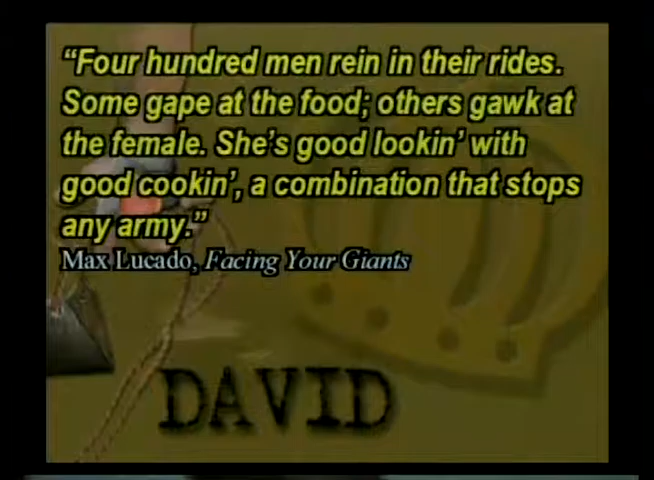 “Four hundred men rein in their rides.
Some gape at the food; others gawk at
the female. She’s good lookin’ with
good cookin’, a combination that stops
any army.”
Max Lucado, Facing Your Giants
DAVID